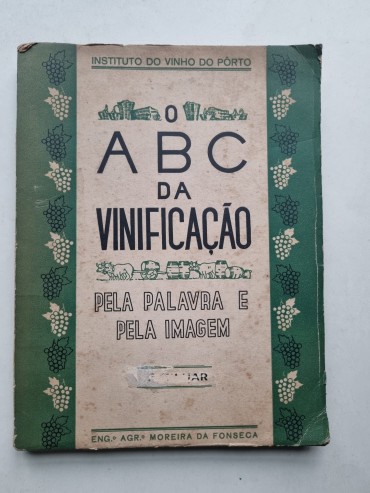 INSTITUTO DO VINHO DO PÔRTO
O
ABC
DA
VINIFICAÇÃO
PELA PALAVRA E
PELA IMAGEM
ENG.º AGR.º MOREIRA DA FONSECA